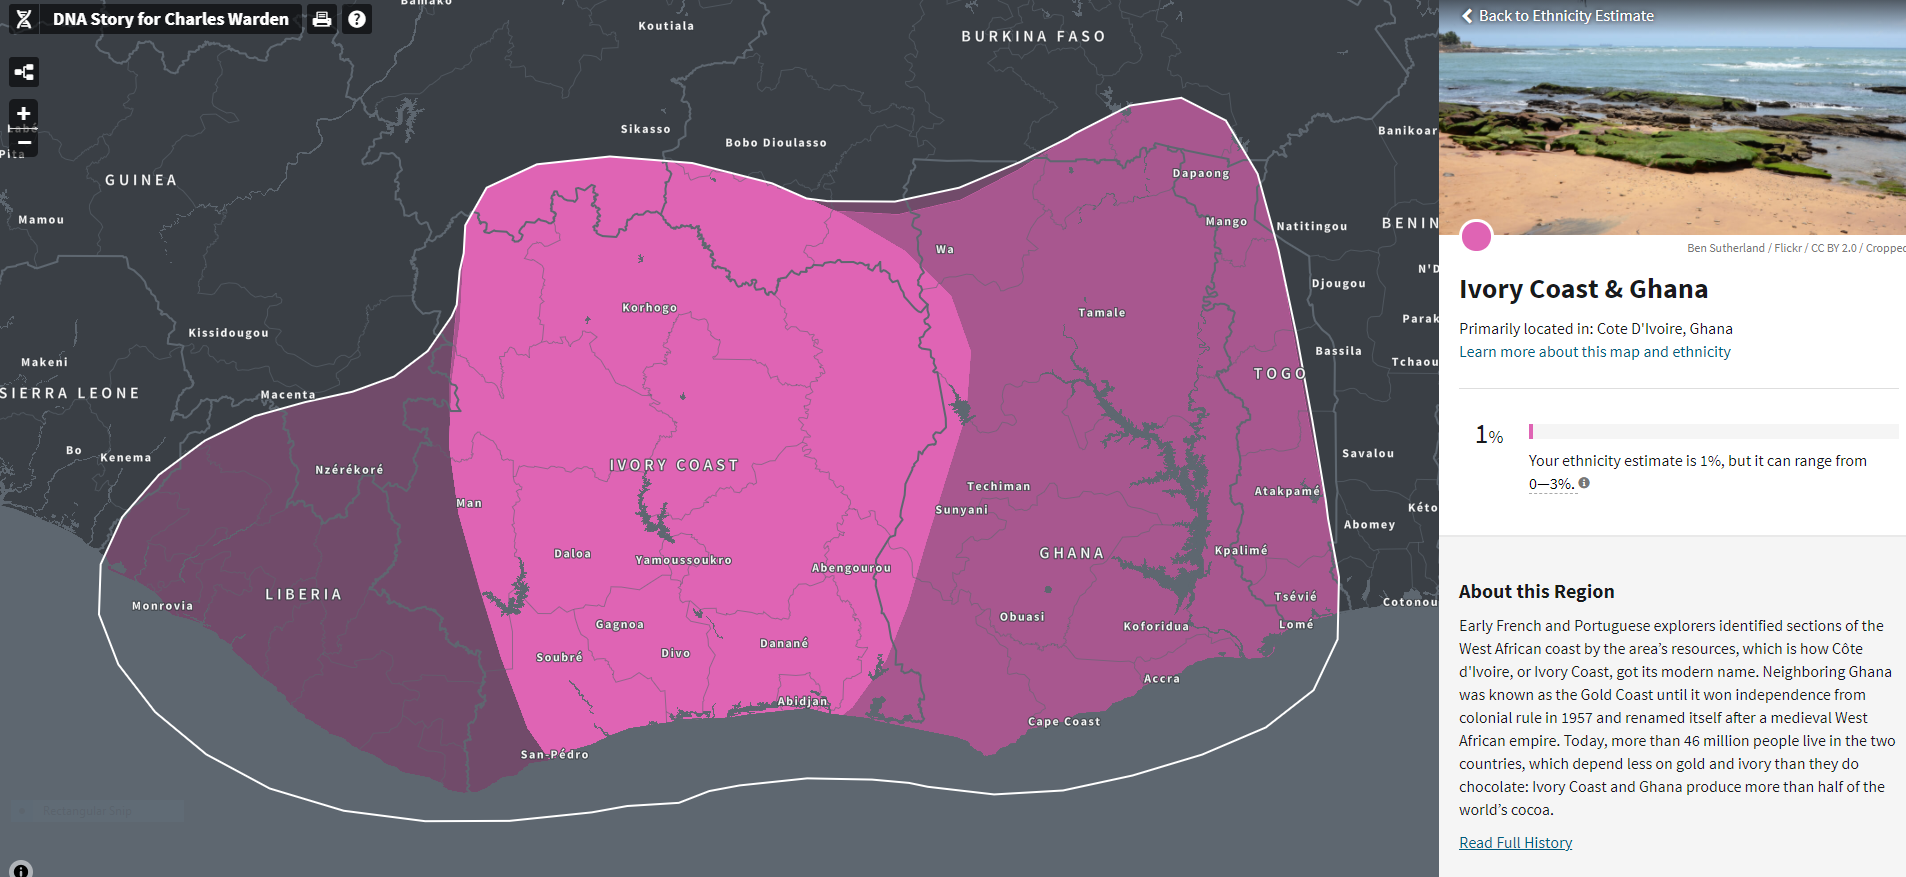 DNA Story for Charles Warden
Bamako
Koutiala
BURKINA FASO
Labé
Pita
Sikasso
Bobo Dioulasso
Banikoar
GUINEA
Dapaong
Mamou
Mango
Natitingou
BENIN
Wa
N'D
Djougou
Korhogo
Tamale
Parak
Kissidougou
Makeni
Bassila
Tchaou
TOGO
SIERRA LEONE
Macenta
Bo
Kenema
Nzérékoré
IVORY COAST
Savalou
Techiman
Atakpamé
Man
Sunyani
Kéto
Abomey
Daloa
Yamoussoukro
Abengourou
GHANA
Kpalimé
LIBERIA
Monrovia
Tsévié
Cotonou
Gagnoa
Obuasi
Koforidua
Lomé
Soubré
Divo
Danané
Accra
Abidjan
Cape Coast
San-Pédro
Rectangular Snip
Back to Ethnicity Estimate
Ben Sutherland / Flickr / CC BY 2.0 / Cropped
Ivory Coast & Ghana
Primarily located in: Cote D'Ivoire, Ghana
Learn more about this map and ethnicity
1%
Your ethnicity estimate is 1%, but it can range from
0—3%.
About this Region
Early French and Portuguese explorers identified sections of the
West African coast by the area's resources, which is how Côte
d'Ivoire, or Ivory Coast, got its modern name. Neighboring Ghana
was known as the Gold Coast until it won independence from
colonial rule in 1957 and renamed itself after a medieval West
African empire. Today, more than 46 million people live in the two
countries, which depend less on gold and ivory than they do
chocolate: Ivory Coast and Ghana produce more than half of the
world's cocoa.
Read Full History